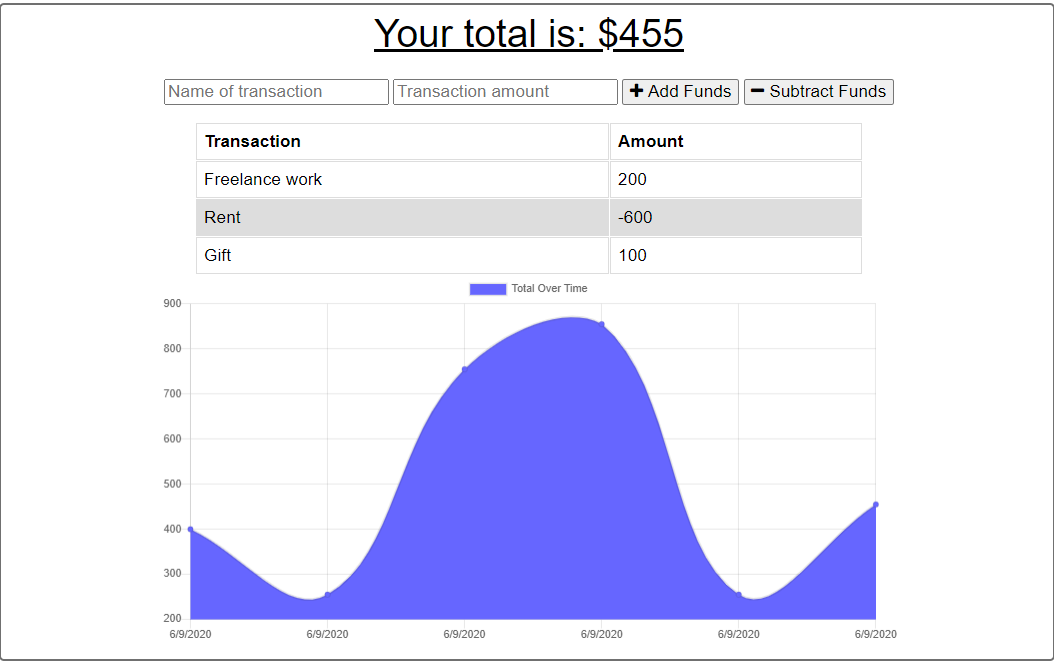 Your total is: $455
Name of transaction Transaction amount + Add Funds − Subtract Funds
Transaction Amount
Freelance work 200
Rent -600
Gift 100
Total Over Time
900
800
700
600
500
400
300
200
6/9/2020 6/9/2020 6/9/2020 6/9/2020 6/9/2020 6/9/2020